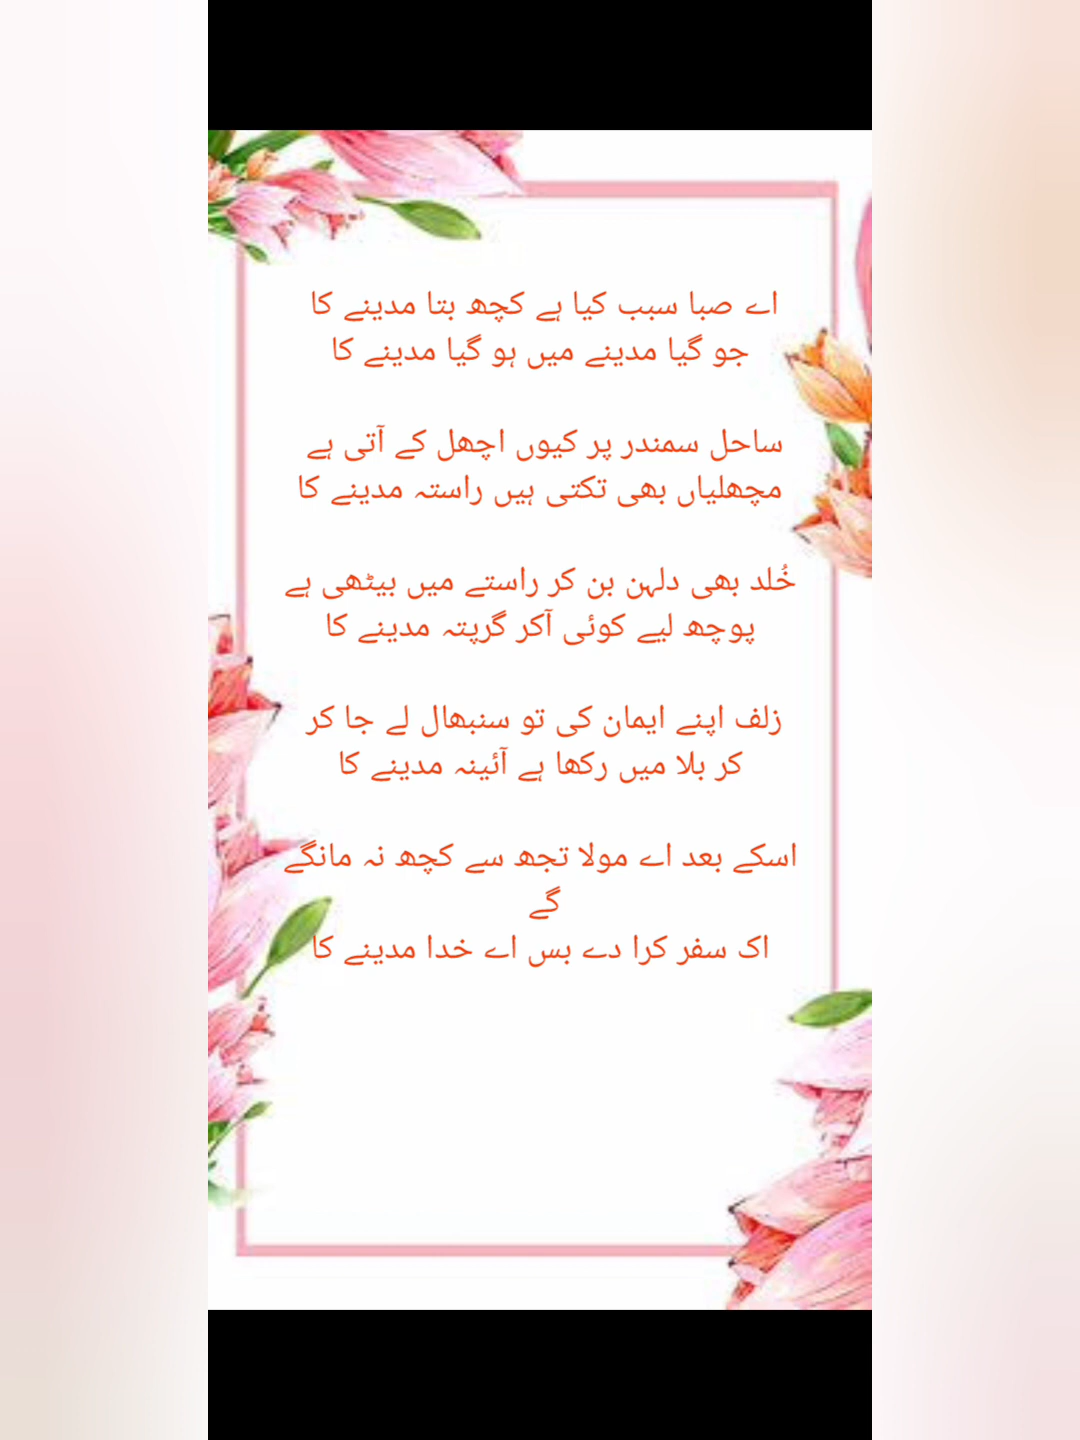 اے صبا سبب کیا ہے کچھ بتا مدینے کا
جو گیا مدینے میں ہو گیا مدینے کا
ساحل سمندر پر کیوں اچھل کے آتی ہے
مچھلیاں بھی تکتی ہیں راستہ مدینے کا
خُلد بھی دلہن بن کر راستے میں بیٹھی ہے
پوچھ لیے کوئی آکر گرپتہ مدینے کا
زلف اپنے ایمان کی تو سنبھال لے جا کر
کر بلا میں رکھا ہے آئینہ مدینے کا
اسکے بعد اے مولا تجھ سے کچھ نہ مانگے
گے
اک سفر کرا دے بس اے خدا مدینے کا